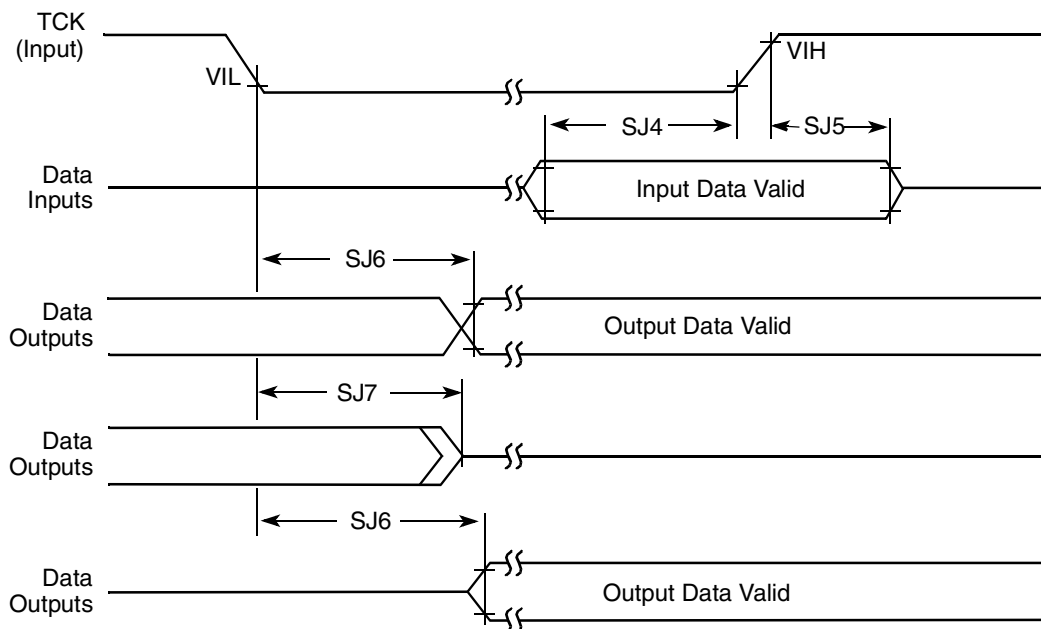 TCK
(Input)
VIL
VIH
SJ4
SJ5
Data
Inputs
Input Data Valid
SJ6
Data
Outputs
Output Data Valid
SJ7
Data
Outputs
SJ6
Data
Outputs
Output Data Valid